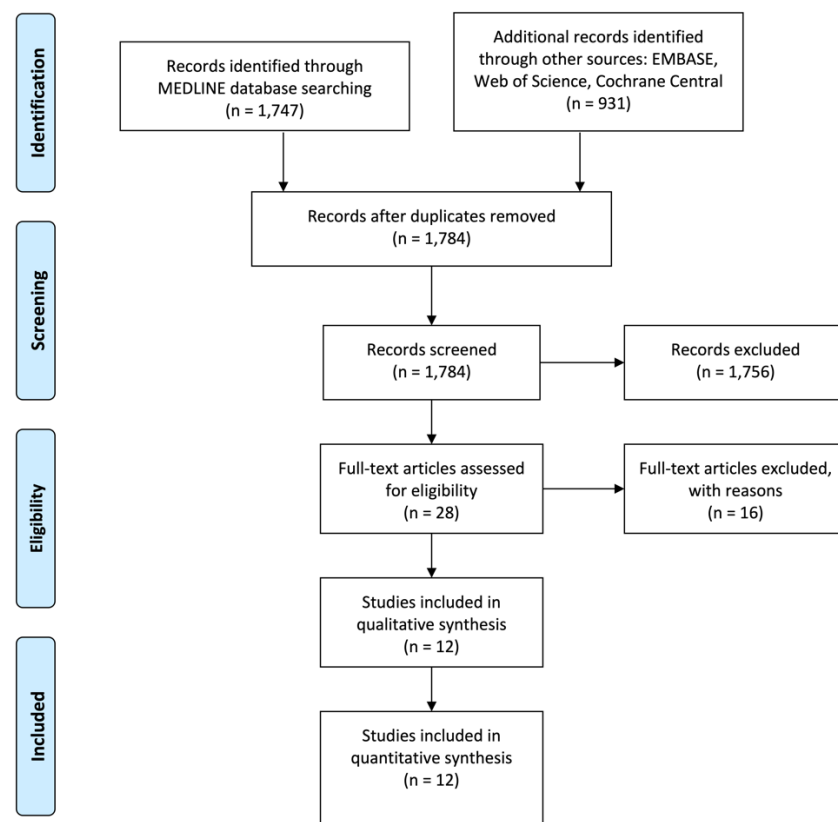 Identification
Records identified through
MEDLINE database searching
(n = 1,747)
Additional records identified
through other sources: EMBASE,
Web of Science, Cochrane Central
(n = 931)
Screening
Records after duplicates removed
(n = 1,784)
Records screened
(n = 1,784)
Records excluded
(n = 1,756)
Eligibility
Full-text articles assessed
for eligibility
(n = 28)
Full-text articles excluded,
with reasons
(n = 16)
Studies included in
qualitative synthesis
(n = 12)
Included
Studies included in
quantitative synthesis
(n = 12)